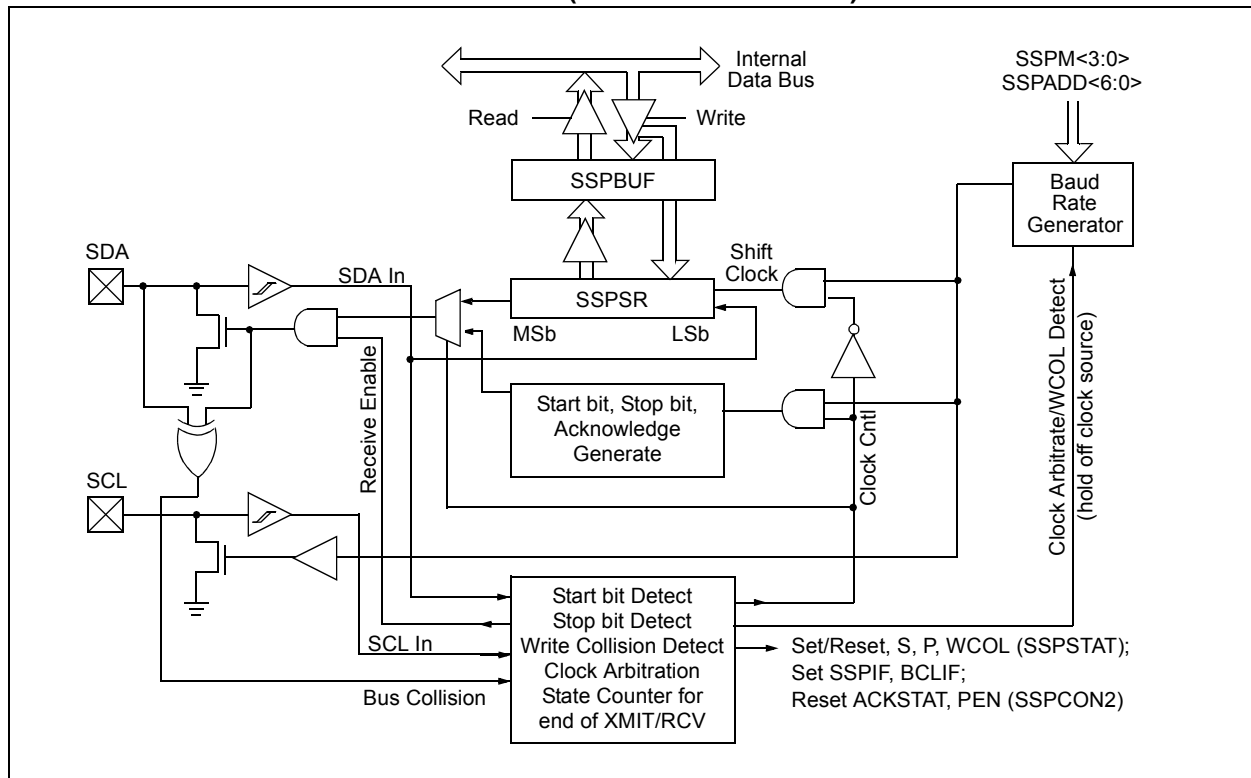 Internal
Data Bus
SSPM<3:0>
SSPADD<6:0>
Read
Write
SSPBUF
Baud
Rate
Generator
SDA
SDA In
Shift
Clock
SSPSR
MSb
LSb
Receive Enable
Start bit, Stop bit,
Acknowledge
Generate
Clock Cntl
Clock Arbitrate/WCOL Detect
(hold off clock source)
SCL
SCL In
Bus Collision
Start bit Detect
Stop bit Detect
Write Collision Detect
Clock Arbitration
State Counter for
end of XMIT/RCV
Set/Reset, S, P, WCOL (SSPSTAT);
Set SSPIF, BCLIF;
Reset ACKSTAT, PEN (SSPCON2)